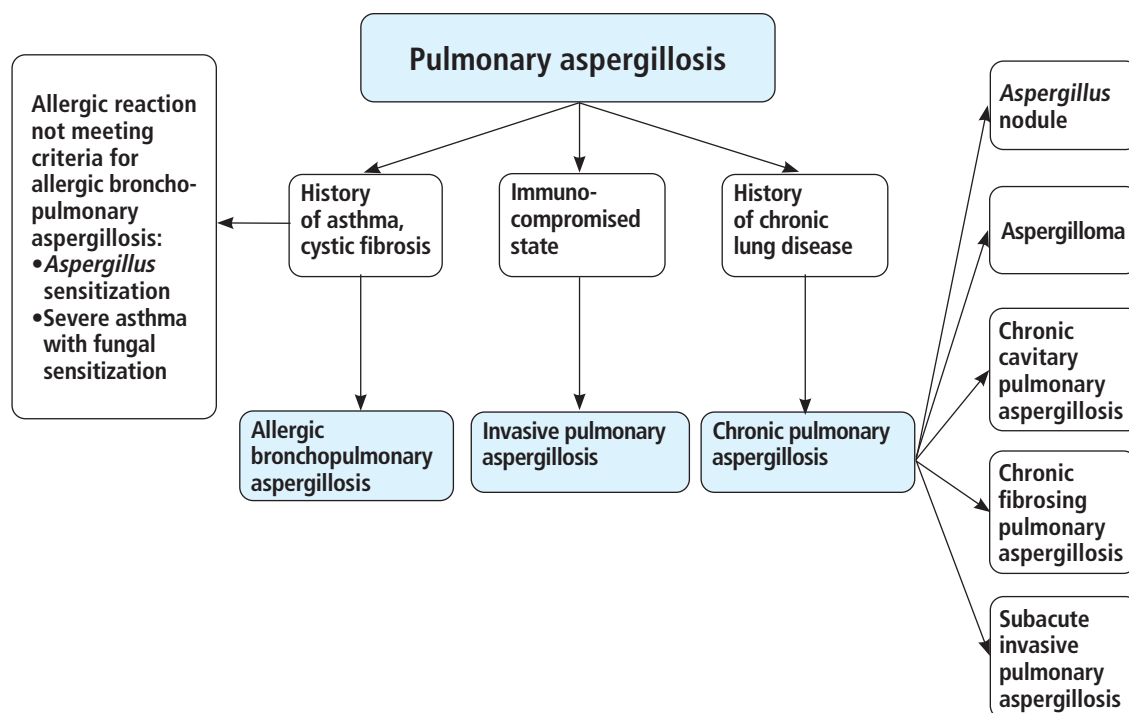 Pulmonary aspergillosis
Allergic reaction
not meeting
criteria for
allergic broncho-
pulmonary
aspergillosis:
•Aspergillus
sensitization
•Severe asthma
with fungal
sensitization
History
of asthma,
cystic fibrosis
Immuno-
compromised
state
History
of chronic
lung disease
Allergic
bronchopulmonary
aspergillosis
Invasive pulmonary
aspergillosis
Chronic pulmonary
aspergillosis
Aspergillus
nodule
Aspergilloma
Chronic
cavitary
pulmonary
aspergillosis
Chronic
fibrosing
pulmonary
aspergillosis
Subacute
invasive
pulmonary
aspergillosis